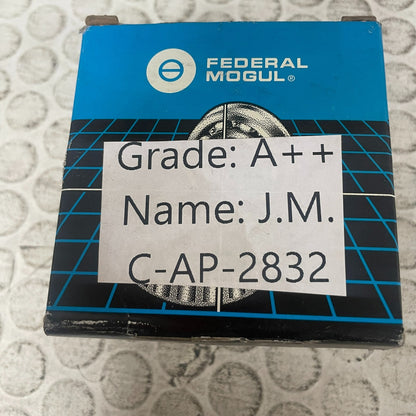 FEDERAL
MOGUL®
Grade: A++
Name: J.M.
C-AP-2832